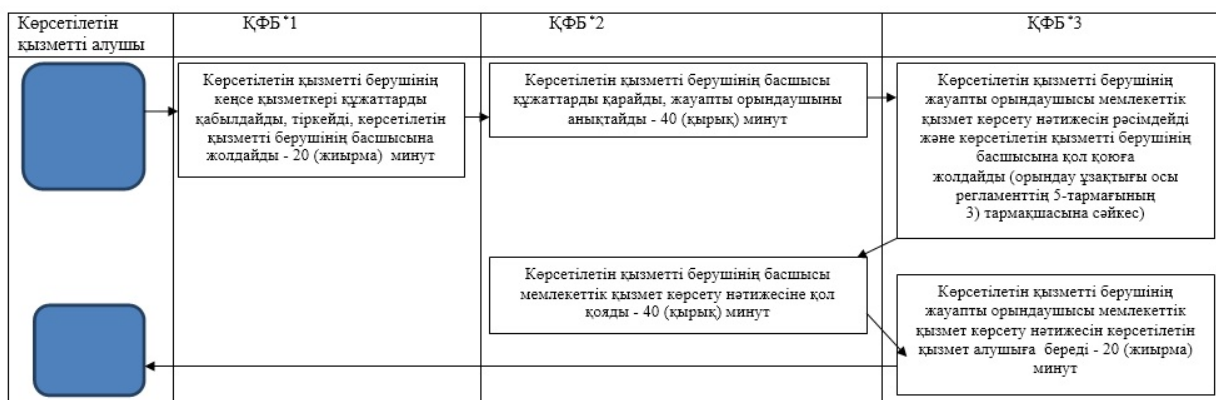 Көрсетілетін
қызметті алушы
ҚФБ*1
ҚФБ*2
ҚФБ*3
Көрсетілетін қызметті берушінің
кеңсе қызметкері құжаттарды
қабылдайды, тіркейді, көрсетілетін
қызметті берушінің басшысына
жолдайды - 20 (жиырма) минут
Көрсетілетін қызметті берушінің басшысы
құжаттарды қарайды, жауапты орындаушыны
анықтайды - 40 (қырық) минут
Көрсетілетін қызметті берушінің
жауапты орындаушысы мемлекеттік
қызмет көрсету нәтижесін рәсімдейді
және көрсетілетін қызметті берушінің
басшысына қол қоюға
жолдайды (орындау ұзақтығы осы
регламенттің 5-тармағының
3) тармақшасына сәйкес)
Көрсетілетін қызметті берушінің басшысы
мемлекеттік қызмет көрсету нәтижесіне қол
қояды - 40 (қырық) минут
Көрсетілетін қызметті берушінің
жауапты орындаушысы мемлекеттік
қызмет көрсету нәтижесін көрсетілетін
қызмет алушыға береді - 20 (жиырма)
минут